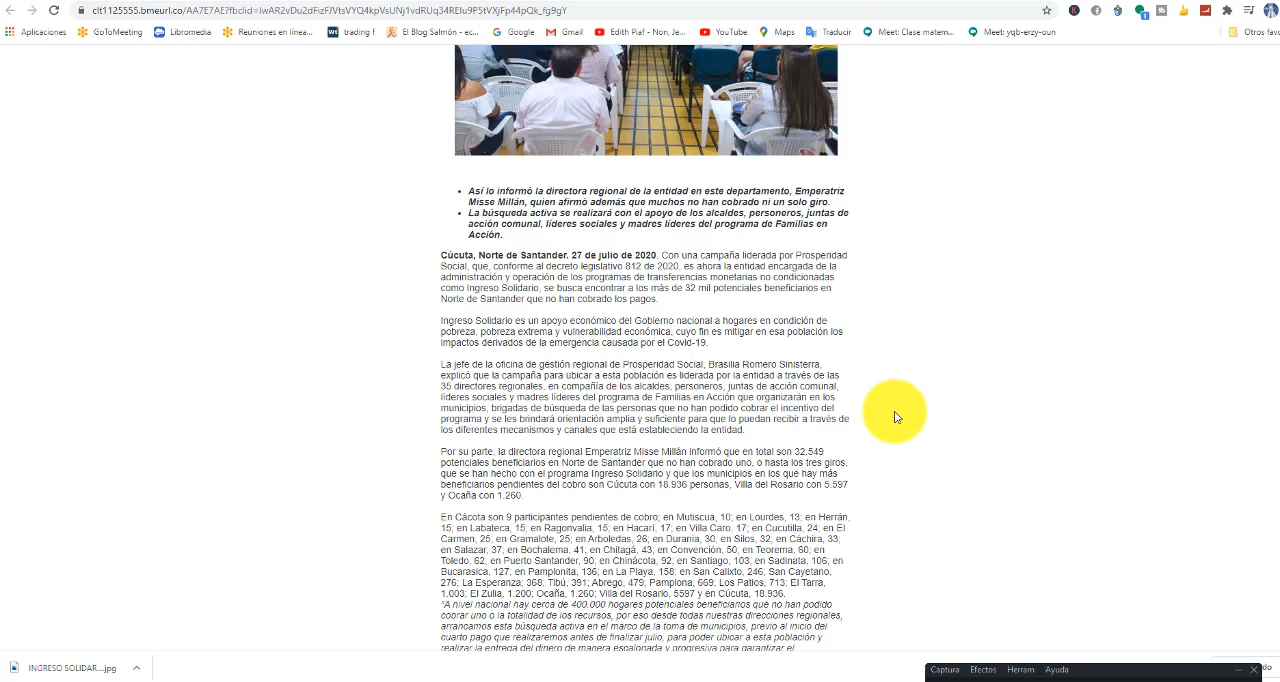 clt1125555.bmeurl.co/AA7E7AE?fbclid=IwAR2vDu2dFizFJVtsVYQ4kpVsUNj1vdRUq34REIu9F5tVXjFp44pQk_fg9gY
Aplicaciones GoToMeeting Libromedia Reuniones en línea... wt trading f El Blog Salmón - ec... Google Gmail Edith Piaf - Non, Je... YouTube Maps Traducir Meet: Clase matem... Meet: yqb-erzy-oun Otros favo
• Así lo informó la directora regional de la entidad en este departamento, Emperatriz
Misse Millán, quien afirmó además que muchos no han cobrado ni un solo giro.
• La búsqueda activa se realizará con el apoyo de los alcaldes, personeros, juntas de
acción comunal, líderes sociales y madres líderes del programa de Familias en
Acción.
Cúcuta, Norte de Santander. 27 de julio de 2020. Con una campaña liderada por Prosperidad
Social, que, conforme al decreto legislativo 812 de 2020, es ahora la entidad encargada de la
administración y operación de los programas de transferencias monetarias no condicionadas
como Ingreso Solidario, se busca encontrar a los más de 32 mil potenciales beneficiarios en
Norte de Santander que no han cobrado los pagos.
Ingreso Solidario es un apoyo económico del Gobierno nacional a hogares en condición de
pobreza, pobreza extrema y vulnerabilidad económica, cuyo fin es mitigar en esa población los
impactos derivados de la emergencia causada por el Covid-19.
La jefe de la oficina de gestión regional de Prosperidad Social, Brasilia Romero Sinisterra,
explicó que la campaña para ubicar a esta población es liderada por la entidad a través de las
35 directores regionales, en compañía de los alcaldes, personeros, juntas de acción comunal,
líderes sociales y madres líderes del programa de Familias en Acción que organizarán en los
municipios, brigadas de búsqueda de las personas que no han podido cobrar el incentivo del
programa y se les brindará orientación amplia y suficiente para que lo puedan recibir a través de
los diferentes mecanismos y canales que está estableciendo la entidad.
Por su parte, la directora regional Emperatriz Misse Millán informó que en total son 32.549
potenciales beneficiarios en Norte de Santander que no han cobrado uno, o hasta los tres giros,
que se han hecho con el programa Ingreso Solidario y que los municipios en los que hay más
beneficiarios pendientes del cobro son Cúcuta con 18.936 personas, Villa del Rosario con 5.597
y Ocaña con 1.260.
En Cácota son 9 participantes pendientes de cobro; en Mutiscua, 10; en Lourdes, 13; en Herrán,
15; en Labateca, 15; en Ragonvalia, 15; en Hacarí, 17; en Villa Caro, 17; en Cucutilla, 24; en El
Carmen, 25; en Gramalote, 25; en Arboledas, 26; en Durania, 30; en Silos, 32; en Cáchira, 33;
en Salazar, 37; en Bochalema, 41; en Chitagá, 43; en Convención, 50, en Teorema, 60; en
Toledo, 62; en Puerto Santander, 90; en Chinácota, 92; en Santiago, 103; en Sadinata, 106; en
Bucarasica, 127; en Pamplonita, 136; en La Playa, 158; en San Calixto, 246; San Cayetano,
276; La Esperanza; 368; Tibú, 391; Abrego, 479; Pamplona, 669; Los Patios, 713; El Tarra,
1.003; El Zulia, 1.200; Ocaña, 1.260; Villa del Rosario, 5597 y en Cúcuta, 18.936.
"A nivel nacional hay cerca de 400.000 hogares potenciales beneficiarios que no han podido
cobrar uno o la totalidad de los recursos, por eso desde todas nuestras direcciones regionales,
arrancamos esta búsqueda activa en el marco de la toma de municipios, previo al inicio del
cuarto pago que realizaremos antes de finalizar julio, para poder ubicar a esta población y
realizar la entrega del dinero de manera escalonada y progresiva para garantizar el
INGRESO SOLIDAR....jpg
Captura Efectos Herram Ayuda
do